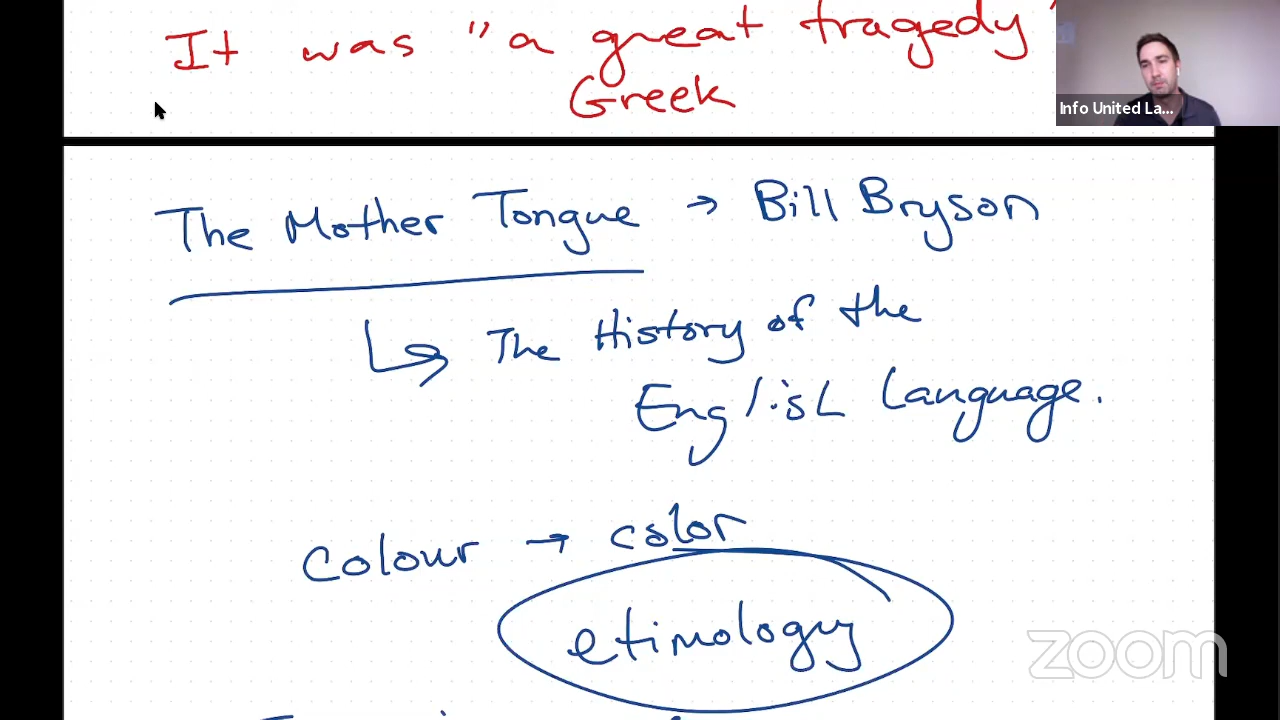 It was "a great tragedy"
Greek
Info United La...
The Mother Tongue → Bill Bryson
The History of the
English Language.
Colour → color
etimology
zoom